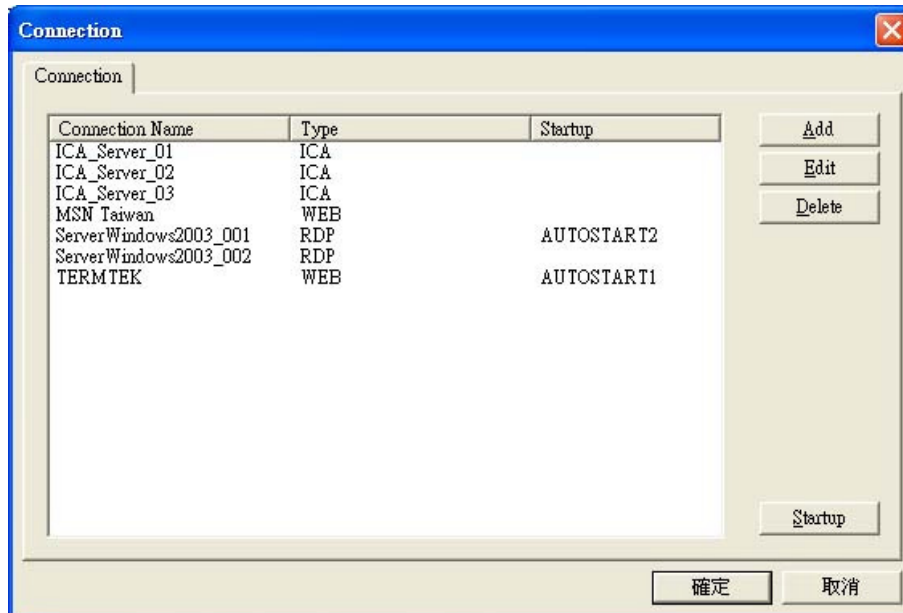 Connection
Connection
Connection Name Type Startup
ICA_Server_01 ICA
ICA_Server_02 ICA
ICA_Server_03 ICA
MSN Taiwan WEB
ServerWindows2003_001 RDP AUTOSTART2
ServerWindows2003_002 RDP
TERMTEK WEB AUTOSTART1
Add
Edit
Delete
Startup
確定 取消